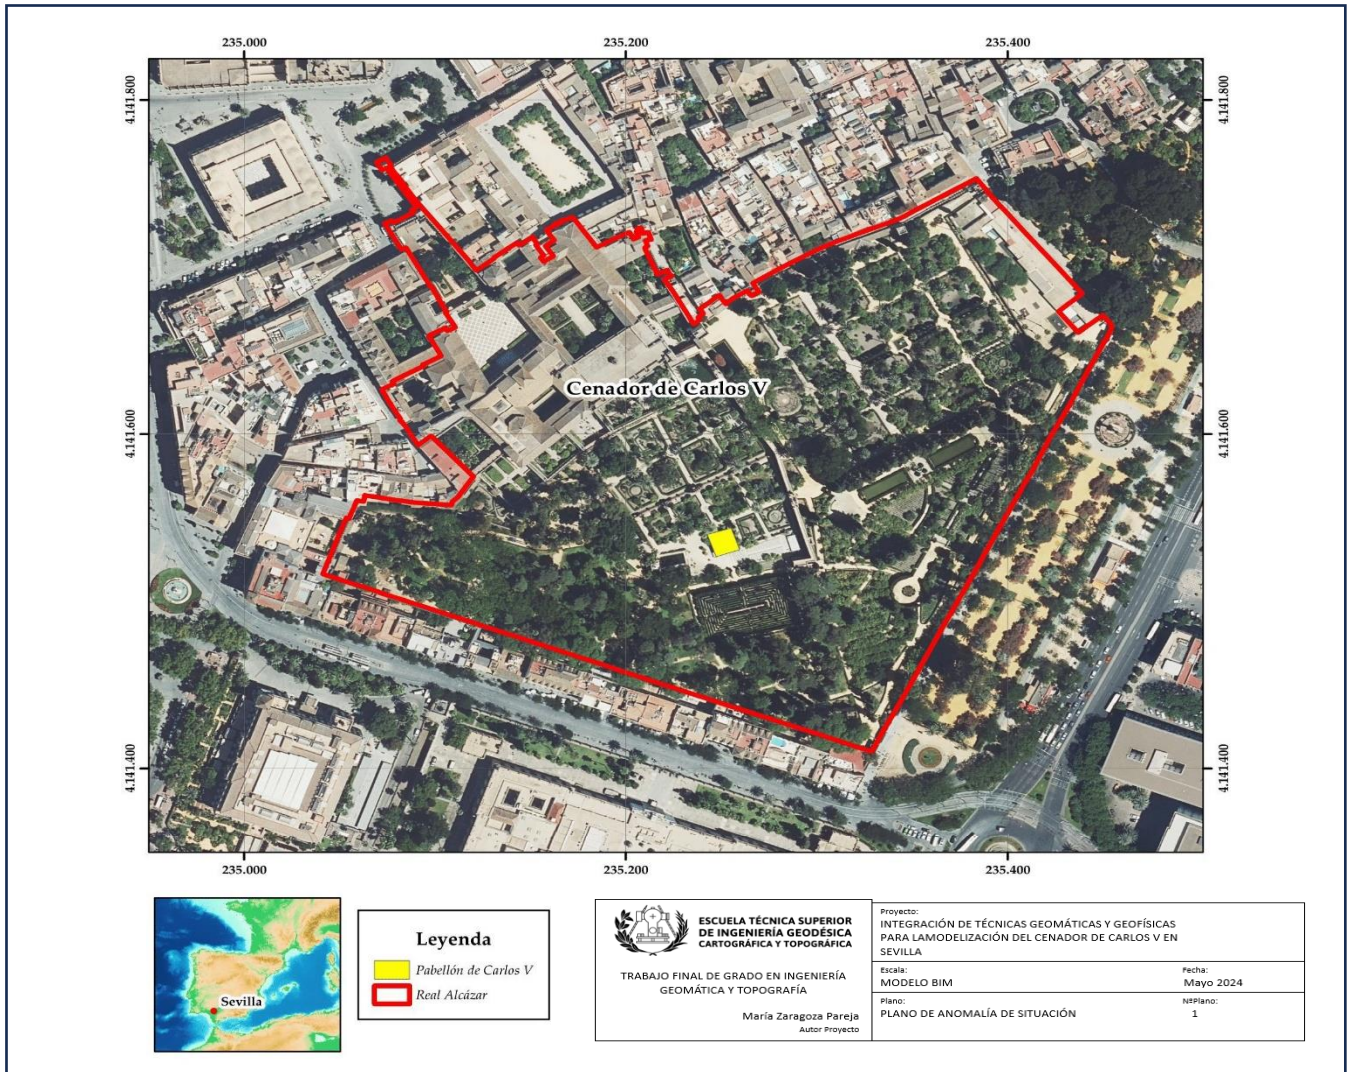 235.000
235.200
235.400
4.141.800
4.141.800
Cenador de Carlos V
4.141.600
4.141.600
4.141.400
4.141.400
235.000
235.200
235.400
Sevilla
Leyenda
Pabellón de Carlos V
Real Alcázar
ESCUELA TÉCNICA SUPERIOR
DE INGENIERÍA GEODÉSICA
CARTOGRÁFICA Y TOPOGRÁFICA
TRABAJO FINAL DE GRADO EN INGENIERÍA
GEOMÁTICA Y TOPOGRAFÍA
María Zaragoza Pareja
Autor Proyecto
Proyecto:
INTEGRACIÓN DE TÉCNICAS GEOMÁTICAS Y GEOFÍSICAS
PARA LAMODELIZACIÓN DEL CENADOR DE CARLOS V EN
SEVILLA
Escala:
MODELO BIM
Fecha:
Mayo 2024
Plano:
PLANO DE ANOMALÍA DE SITUACIÓN
NºPlano:
1